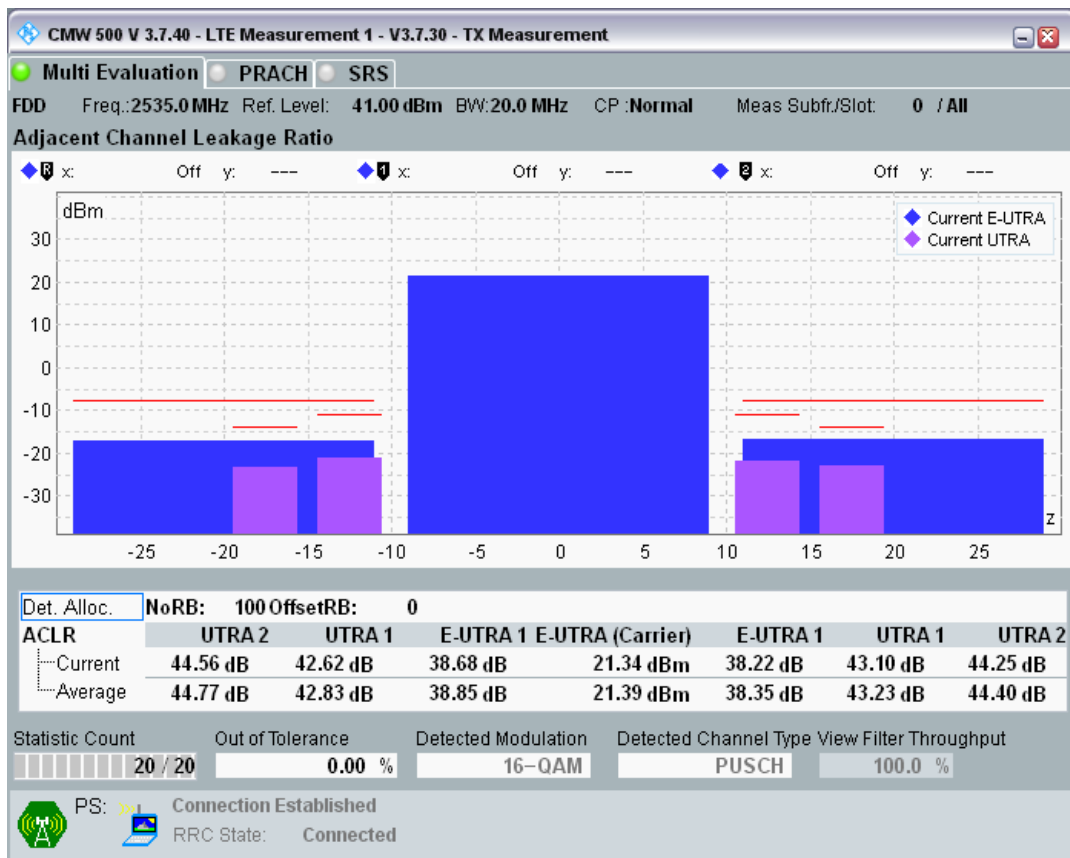 CMW 500 V 3.7.40 - LTE Measurement 1 - V3.7.30 - TX Measurement
Multi Evaluation PRACH SRS
FDD Freq.:2535.0 MHz Ref. Level: 41.00 dBm BW:20.0 MHz CP :Normal Meas Subfr./Slot: 0 / All
Adjacent Channel Leakage Ratio
R x: Off y: --- 1 x: Off y: --- 2 x: Off y: ---
dBm
Current E-UTRA
Current UTRA
30
20
10
0
-10
-20
-30
z
-25 -20 -15 -10 -5 0 5 10 15 20 25
Det. Alloc. NoRB: 100 OffsetRB: 0
ACLR UTRA 2 UTRA 1 E-UTRA 1 E-UTRA (Carrier) E-UTRA 1 UTRA 1 UTRA 2
Current 44.56 dB 42.62 dB 38.68 dB 21.34 dBm 38.22 dB 43.10 dB 44.25 dB
Average 44.77 dB 42.83 dB 38.85 dB 21.39 dBm 38.35 dB 43.23 dB 44.40 dB
Statistic Count Out of Tolerance Detected Modulation Detected Channel Type View Filter Throughput
20 / 20 0.00 % 16-QAM PUSCH 100.0 %
PS: Connection Established
RRC State: Connected